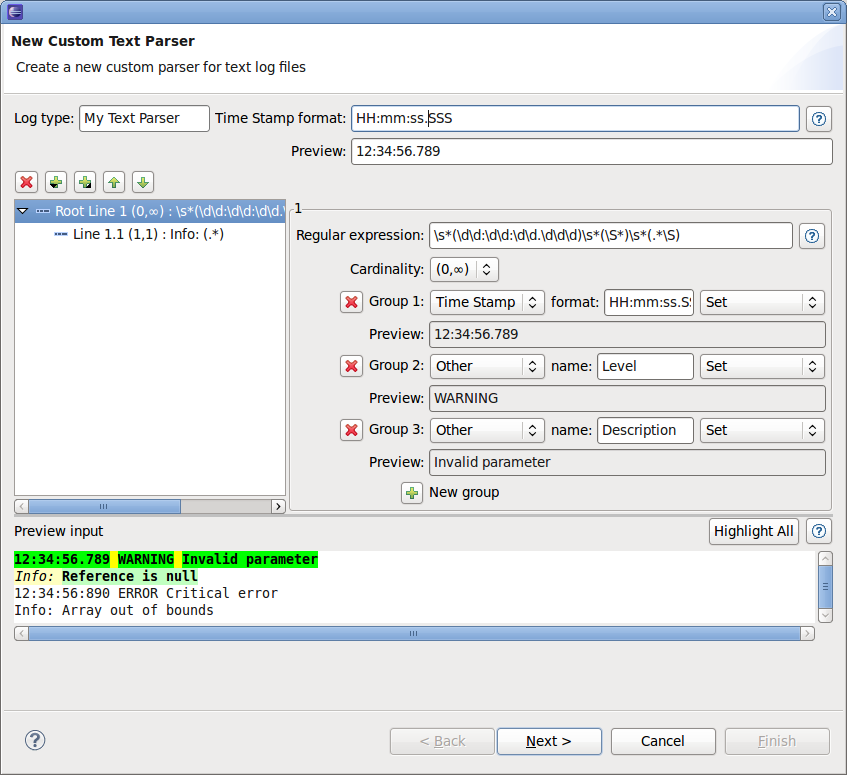 New Custom Text Parser
Create a new custom parser for text log files
Log type: My Text Parser Time Stamp format: HH:mm:ss.SSS
Preview: 12:34:56.789
Root Line 1 (0,∞) : \s*(\d\d:\d\d:\d\d.\
Line 1.1 (1,1) : Info: (.*)
1
Regular expression: \s*(\d\d:\d\d:\d\d.\d\d\d)\s*(\S*)\s*(.*\S)
Cardinality: (0,∞)
Group 1: Time Stamp format: HH:mm:ss.S Set
Preview: 12:34:56.789
Group 2: Other name: Level Set
Preview: WARNING
Group 3: Other name: Description Set
Preview: Invalid parameter
New group
Preview input Highlight All
12:34:56.789 WARNING Invalid parameter
Info: Reference is null
12:34:56:890 ERROR Critical error
Info: Array out of bounds
< Back Next > Cancel Finish